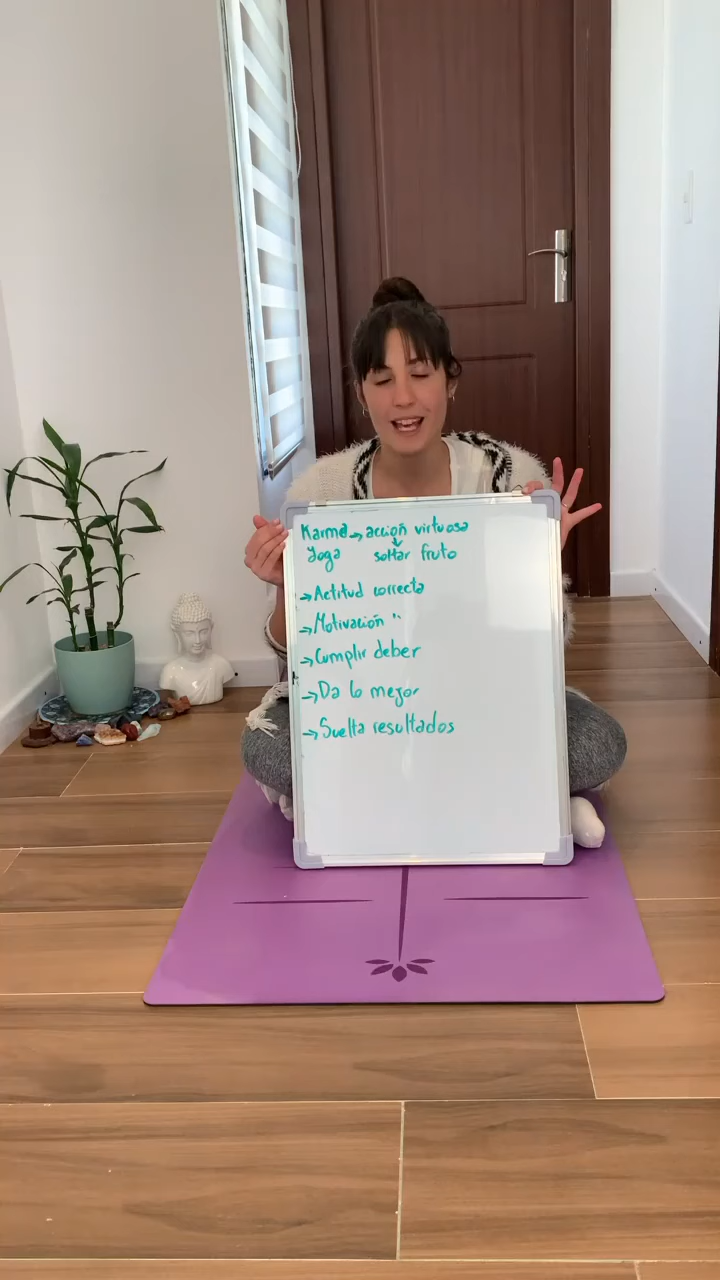 Karma → acción virtuosa
Yoga ↓ soltar fruto
→ Actitud correcta
→ Motivación "
→ Cumplir deber
→ Da lo mejor
→ Suelta resultados